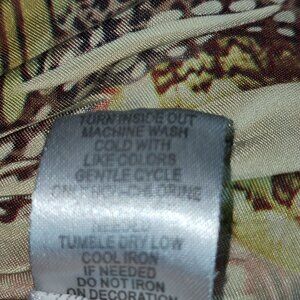 TURN INSIDE OUT
MACHINE WASH
COLD WITH
LIKE COLORS
GENTLE CYCLE
NEEDED
TUMBLE DRY LOW
COOL IRON
IF NEEDED
DO NOT IRON
ON DECORATION